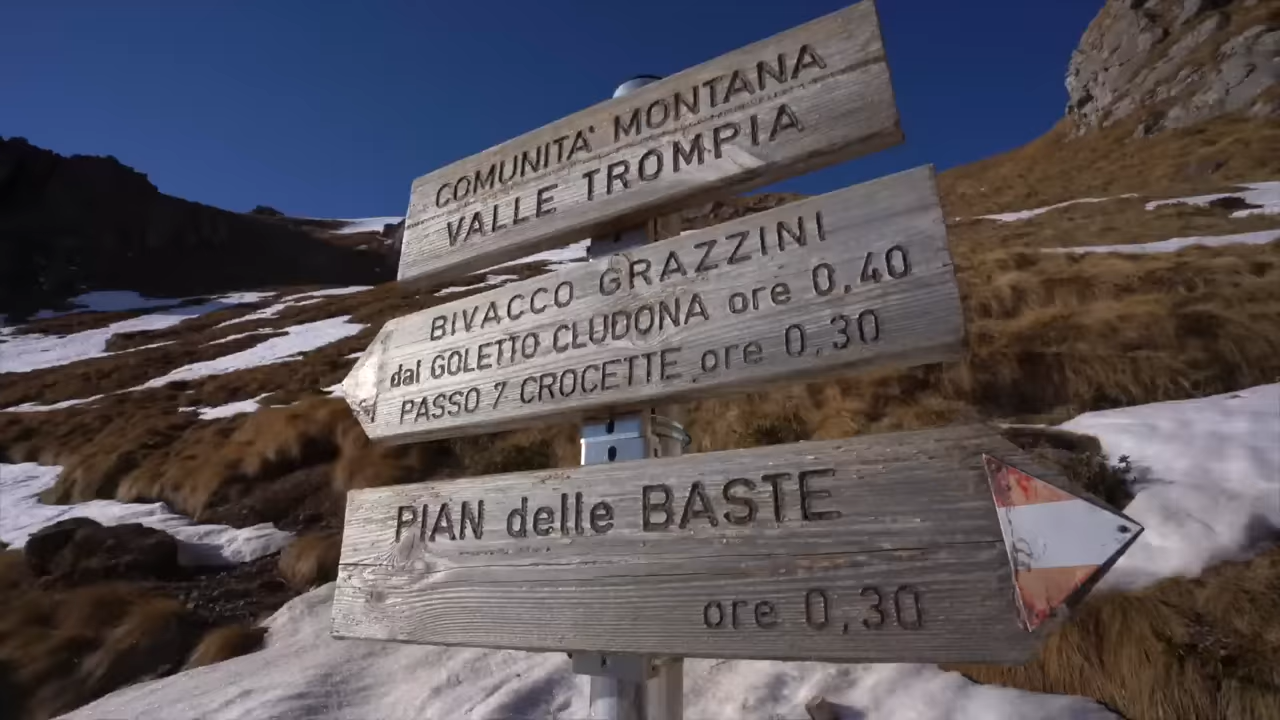 COMUNITA' MONTANA
VALLE TROMPIA
BIVACCO GRAZZINI
dal GOLETTO CLUDONA ore 0,40
PASSO 7 CROCETTE ore 0,30
PIAN delle BASTE
ore 0,30